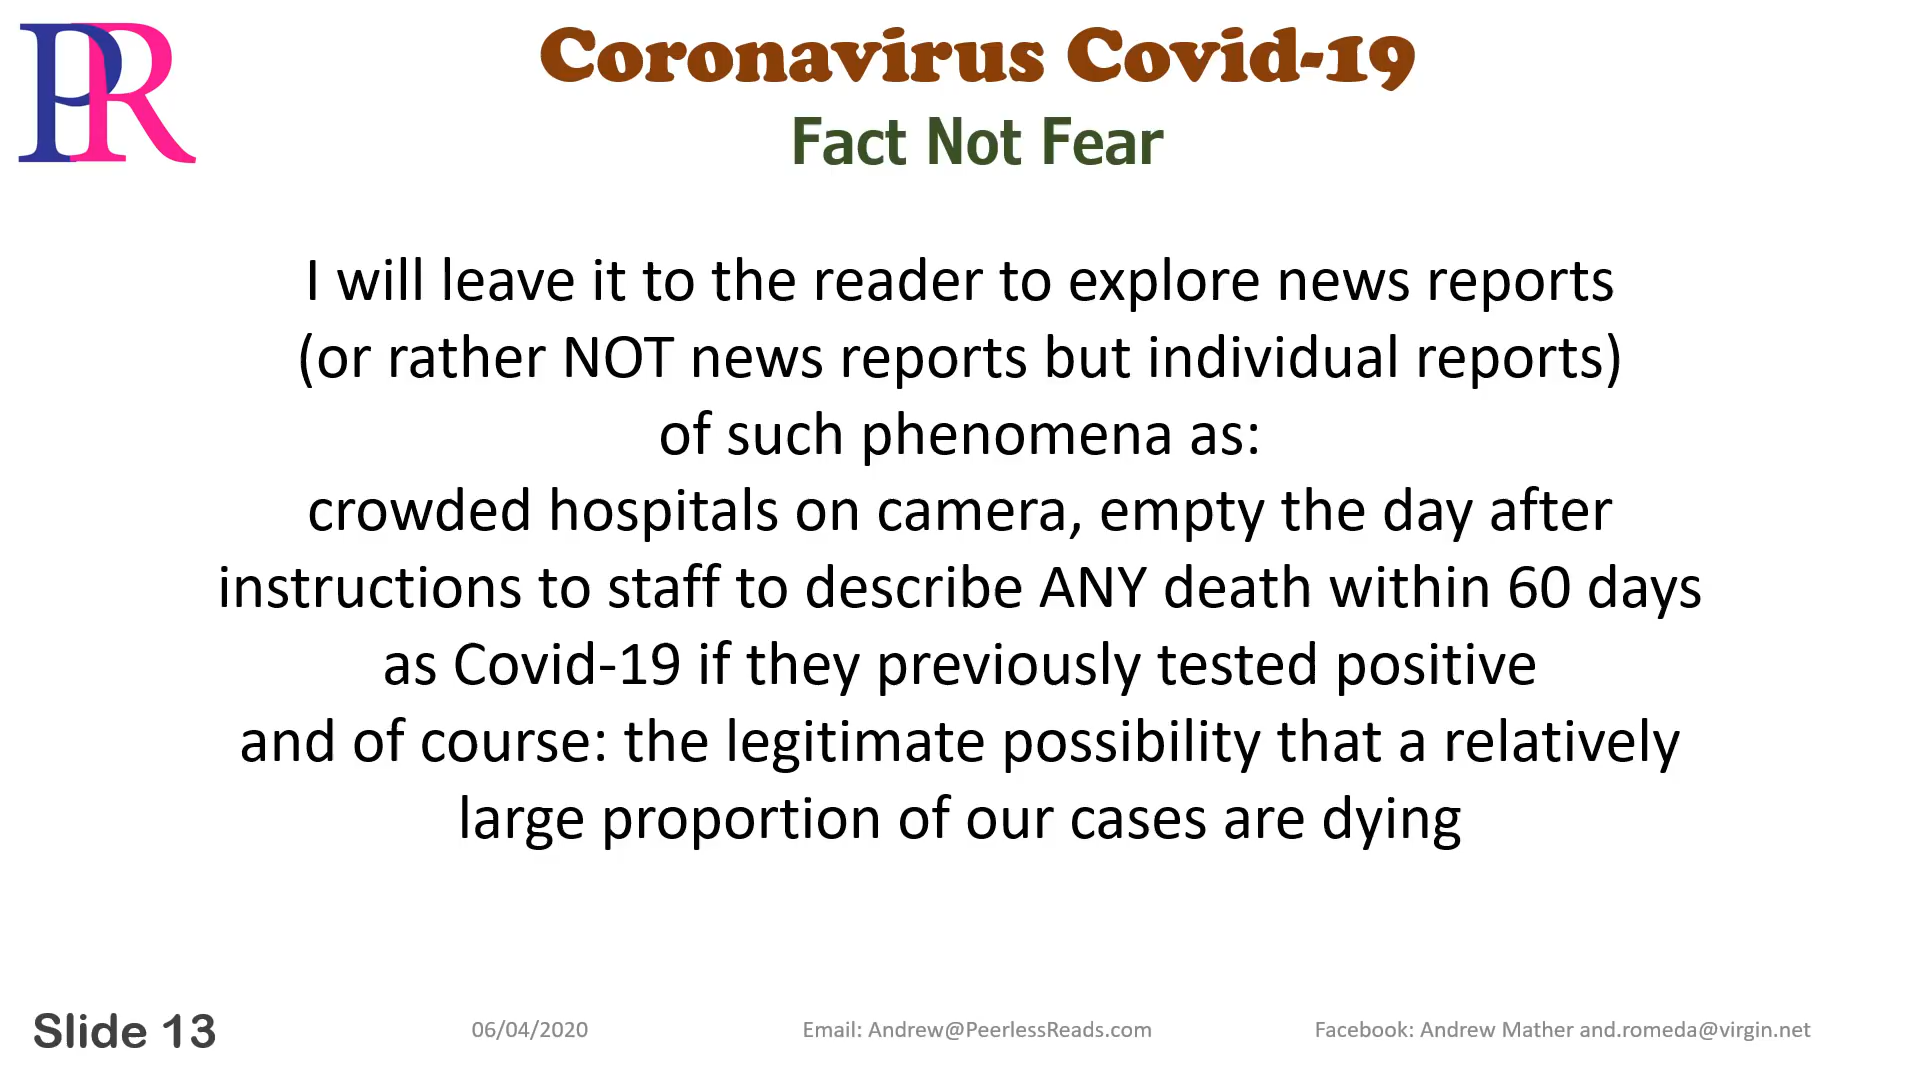 PR
Coronavirus Covid-19
Fact Not Fear
I will leave it to the reader to explore news reports
(or rather NOT news reports but individual reports)
of such phenomena as:
crowded hospitals on camera, empty the day after
instructions to staff to describe ANY death within 60 days
as Covid-19 if they previously tested positive
and of course: the legitimate possibility that a relatively
large proportion of our cases are dying
Slide 13
06/04/2020
Email: Andrew@PeerlessReads.com
Facebook: Andrew Mather and.romeda@virgin.net